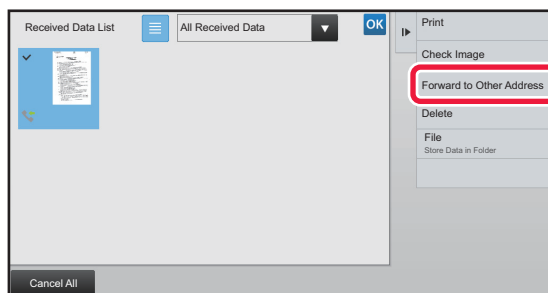 Received Data List
All Received Data
OK
Print
Check Image
Forward to Other Address
Delete
File
Store Data in Folder
Cancel All